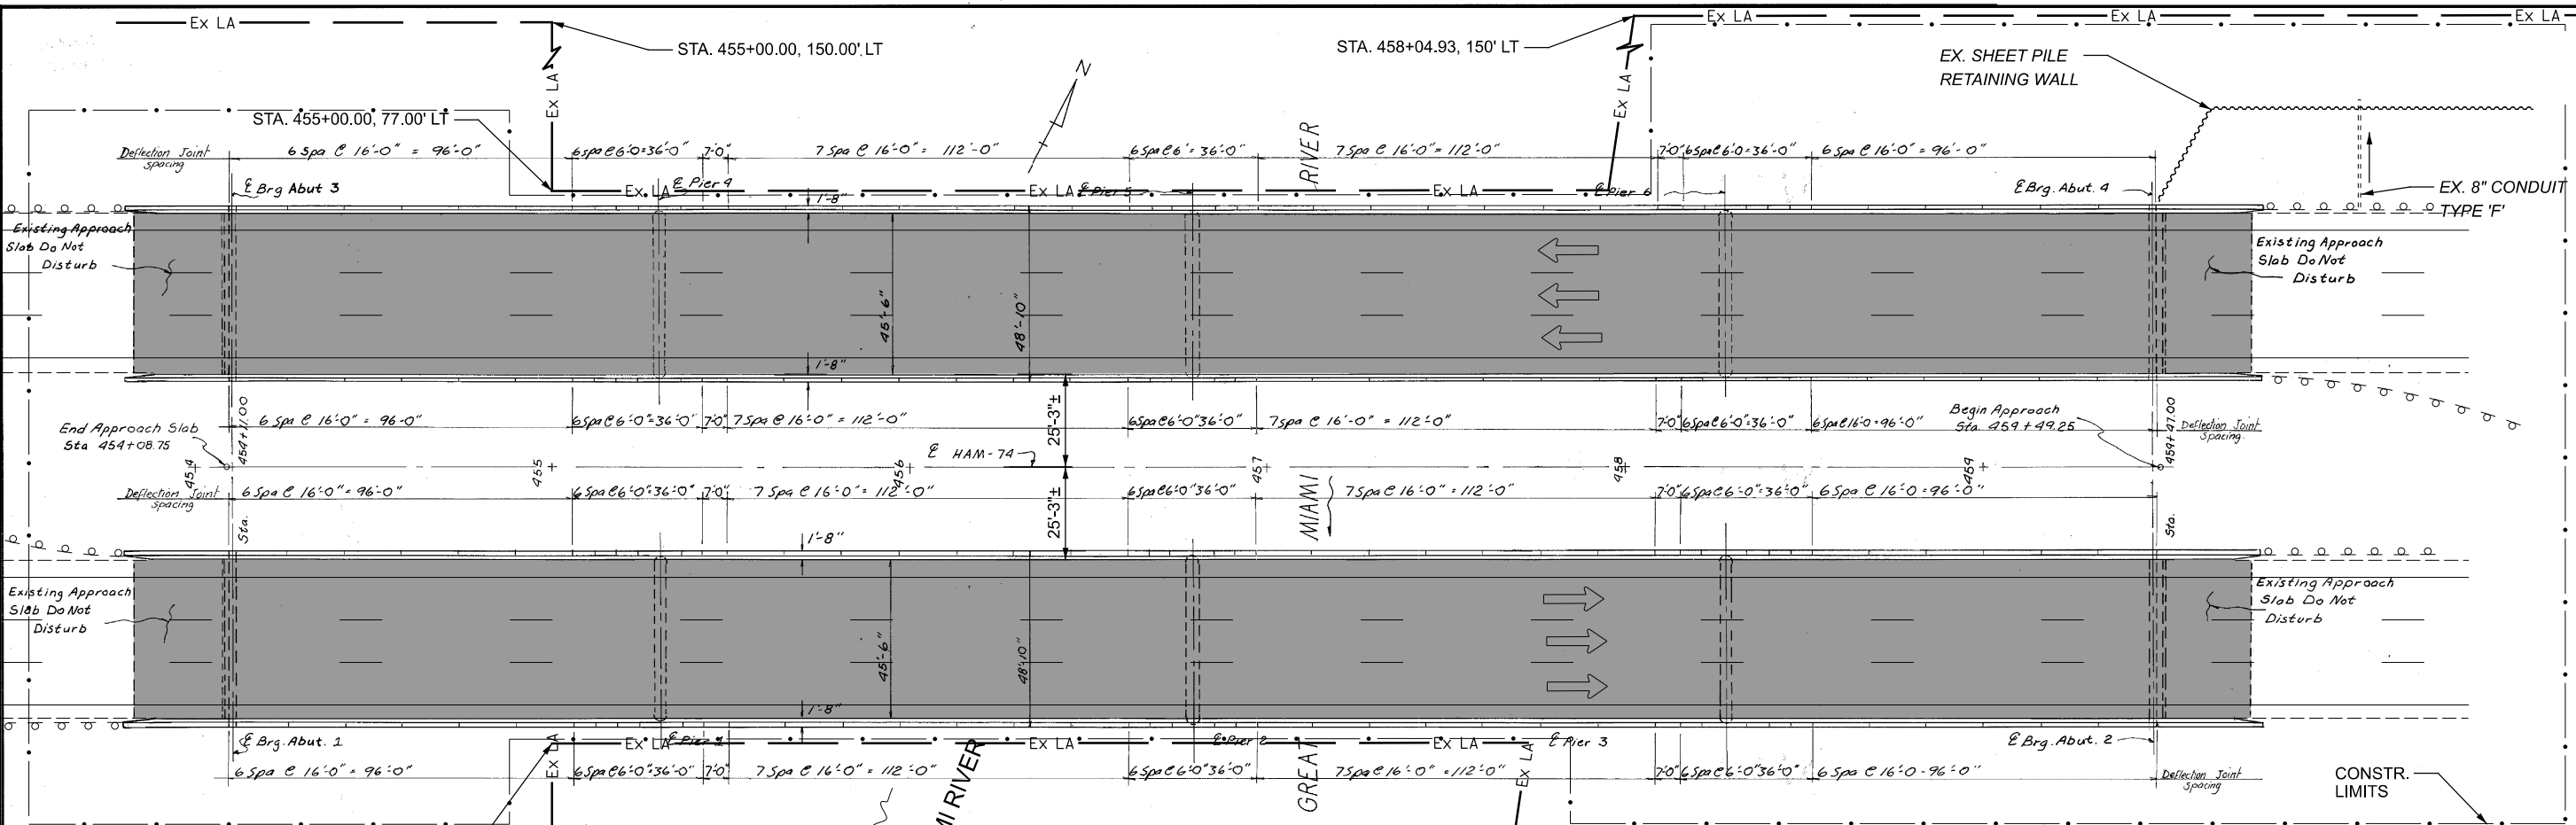 Ex LA
Ex LA
Ex LA
Ex LA
STA. 455+00.00, 150.00' LT
STA. 458+04.93, 150' LT
EX. SHEET PILE
RETAINING WALL
N
Ex LA
Ex LA
STA. 455+00.00, 77.00' LT
RIVER
Deflection Joint
Spacing
6 Spa @ 16'-0" = 96'-0"
6 spa @ 6'-0" = 36'-0"
7'-0"
7 Spa @ 16'-0" = 112'-0"
6 Spa @ 6' = 36'-0"
7 Spa @ 16'-0" = 112'-0"
7'-0"
6 Spa @ 6'-0 = 36'-0"
6 Spa @ 16'-0" = 96'-0"
℄ Brg Abut 3
Ex LA
℄ Pier 4
Ex LA
℄ Pier 5
Ex LA
℄ Pier 6
℄ Brg. Abut. 4
EX. 8" CONDUIT
TYPE 'F'
1'-8"
Existing Approach
Slab Do Not
Disturb
Existing Approach
Slab Do Not
Disturb
45'-6"
48'-10"
1'-8"
25'-3"±
6 Spa @ 16'-0" = 96'-0"
6 spa @ 6'-0" = 36'-0"
7'-0"
7 Spa @ 16'-0" = 112'-0"
6 Spa @ 6'-0" 36'-0"
7 spa @ 16'-0" = 112'-0"
7'-0"
6 Spa @ 6'-0" = 36'-0"
6 spa @ 16'-0 = 96'-0"
Begin Approach
Sta. 459 + 49.25
Deflection Joint
Spacing.
End Approach Slab
Sta 454+08.75
454+11.00
459+47.00
℄ HAM-74
454
455
456
457
458
459
Deflection Joint
Spacing
6 Spa @ 16'-0" = 96'-0"
6 Spa @ 6'-0" = 36'-0"
7'-0"
7 Spa @ 16'-0" = 112'-0"
6 Spa @ 6'-0" 36'-0"
7 Spa @ 16'-0" = 112'-0"
7'-0"
6 Spa @ 6'-0" = 36'-0"
6 Spa @ 16'-0 = 96'-0"
Sta.
25'-3"±
MIAMI
Sta.
1'-8"
Existing Approach
Slab Do Not
Disturb
Existing Approach
Slab Do Not
Disturb
45'-6"
48'-10"
1'-8"
℄ Brg. Abut. 1
Ex LA
℄ Pier 1
Ex LA
℄ Pier 2
Ex LA
℄ Pier 3
℄ Brg. Abut. 2
Ex LA
Ex LA
6 Spa @ 16'-0" = 96'-0"
6 Spa @ 6'-0" = 36'-0"
7'-0"
7 Spa @ 16'-0" = 112'-0"
6 Spa @ 6'-0" 36'-0"
7 Spa @ 16'-0" = 112'-0"
7'-0"
6 Spa @ 6'-0" 36'-0"
6 Spa @ 16'-0 - 96'-0"
Deflection Joint
Spacing
GREAT
MI RIVER
CONSTR.
LIMITS